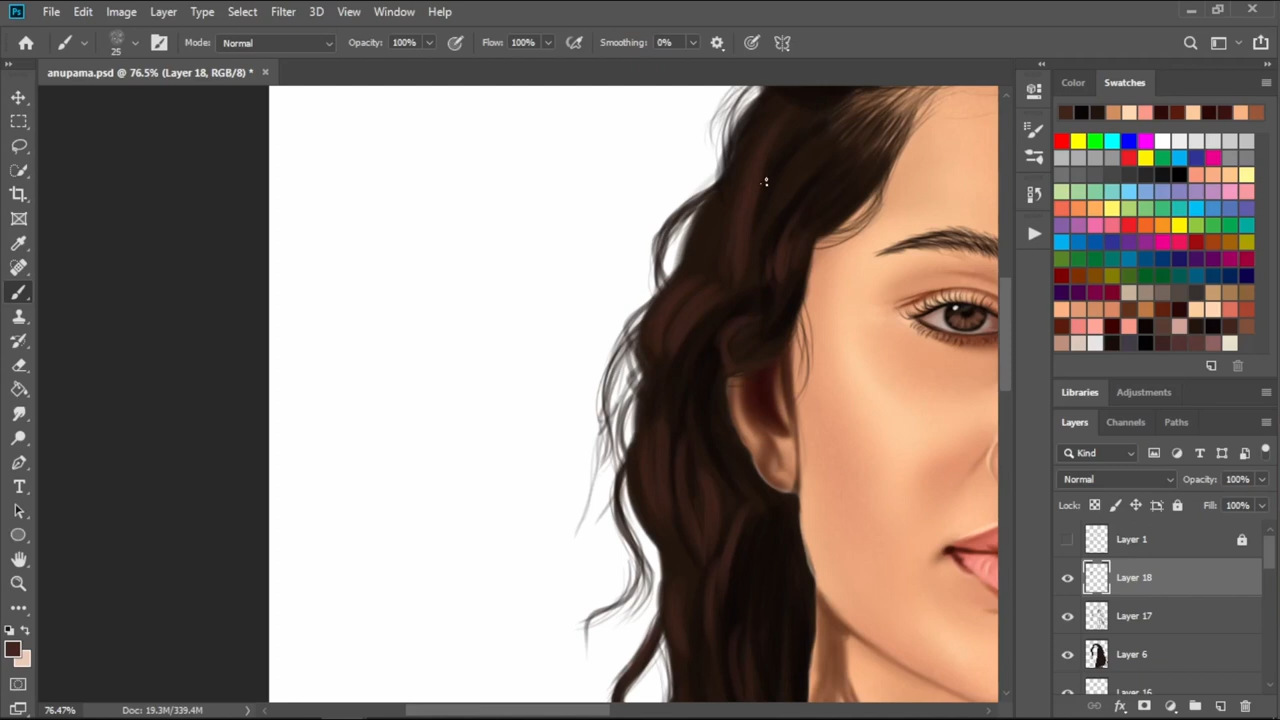 Ps File Edit Image Layer Type Select Filter 3D View Window Help
25 Mode: Normal Opacity: 100% Flow: 100% Smoothing: 0%
anupama.psd @ 76.5% (Layer 18, RGB/8) *
Color Swatches
Libraries Adjustments
Layers Channels Paths
Kind
Normal Opacity: 100%
Lock: Fill: 100%
Layer 1
Layer 18
Layer 17
Layer 6
Layer 16
76.47% Doc: 19.3M/339.4M